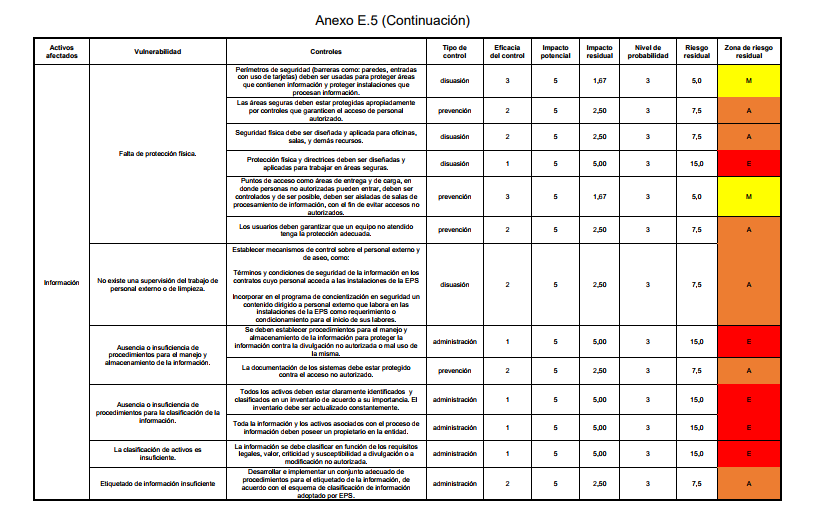 Anexo E.5 (Continuación)
Activos
afectados
Vulnerabilidad
Controles
Tipo de
control
Eficacia
del control
Impacto
potencial
Impacto
residual
Nivel de
probabilidad
Riesgo
residual
Zona de riesgo
residual
Información
Falta de protección física.
Perímetros de seguridad (barreras como: paredes, entradas
con uso de tarjetas) deben ser usadas para proteger áreas
que contienen información y proteger instalaciones que
procesan información.
disuasión 3 5 1,67 3 5,0 M
Las áreas seguras deben estar protegidas apropiadamente
por controles que garanticen el acceso de personal
autorizado.
prevención 2 5 2,50 3 7,5 A
Seguridad física debe ser diseñada y aplicada para oficinas,
salas, y demás recursos.
disuasión 2 5 2,50 3 7,5 A
Protección física y directrices deben ser diseñadas y
aplicadas para trabajar en áreas seguras.
disuasión 1 5 5,00 3 15,0 E
Puntos de acceso como áreas de entrega y de carga, en
donde personas no autorizadas pueden entrar, deben ser
controlados y de ser posible, deben ser aisladas de salas de
procesamiento de información, con el fin de evitar accesos no
autorizados.
prevención 3 5 1,67 3 5,0 M
Los usuarios deben garantizar que un equipo no atendido
tenga la protección adecuada.
prevención 2 5 2,50 3 7,5 A
No existe una supervisión del trabajo de
personal externo o de limpieza.
Establecer mecanismos de control sobre el personal externo y
de aseo, como:
Términos y condiciones de seguridad de la información en los
contratos cuyo personal acceda a las instalaciones de la EPS
Incorporar en el programa de concientización en seguridad un
contenido dirigido a personal externo que labora en las
instalaciones de la EPS como requerimiento o
condicionamiento para el inicio de sus labores.
disuasión 2 5 2,50 3 7,5 A
Ausencia o insuficiencia de
procedimientos para el manejo y
almacenamiento de la información.
Se deben establecer procedimientos para el manejo y
almacenamiento de la información para proteger la
información contra la divulgación no autorizada o mal uso de
la misma.
administración 1 5 5,00 3 15,0 E
La documentación de los sistemas debe estar protegido
contra el acceso no autorizado.
prevención 2 5 2,50 3 7,5 A
Ausencia o insuficiencia de
procedimientos para la clasificación de la
información.
Todos los activos deben estar claramente identificados y
clasificados en un inventario de acuerdo a su importancia. El
inventario debe ser actualizado constantemente.
administración 1 5 5,00 3 15,0 E
Toda la información y los activos asociados con el proceso de
información deben poseer un propietario en la entidad.
administración 1 5 5,00 3 15,0 E
La clasificación de activos es
insuficiente.
La información se debe clasificar en función de los requisitos
legales, valor, criticidad y susceptibilidad a divulgación o a
modificación no autorizada.
administración 1 5 5,00 3 15,0 E
Etiquetado de información insuficiente
Desarrollar e implementar un conjunto adecuado de
procedimientos para el etiquetado de la información, de
acuerdo con el esquema de clasificación de información
adoptado por EPS.
administración 2 5 2,50 3 7,5 A